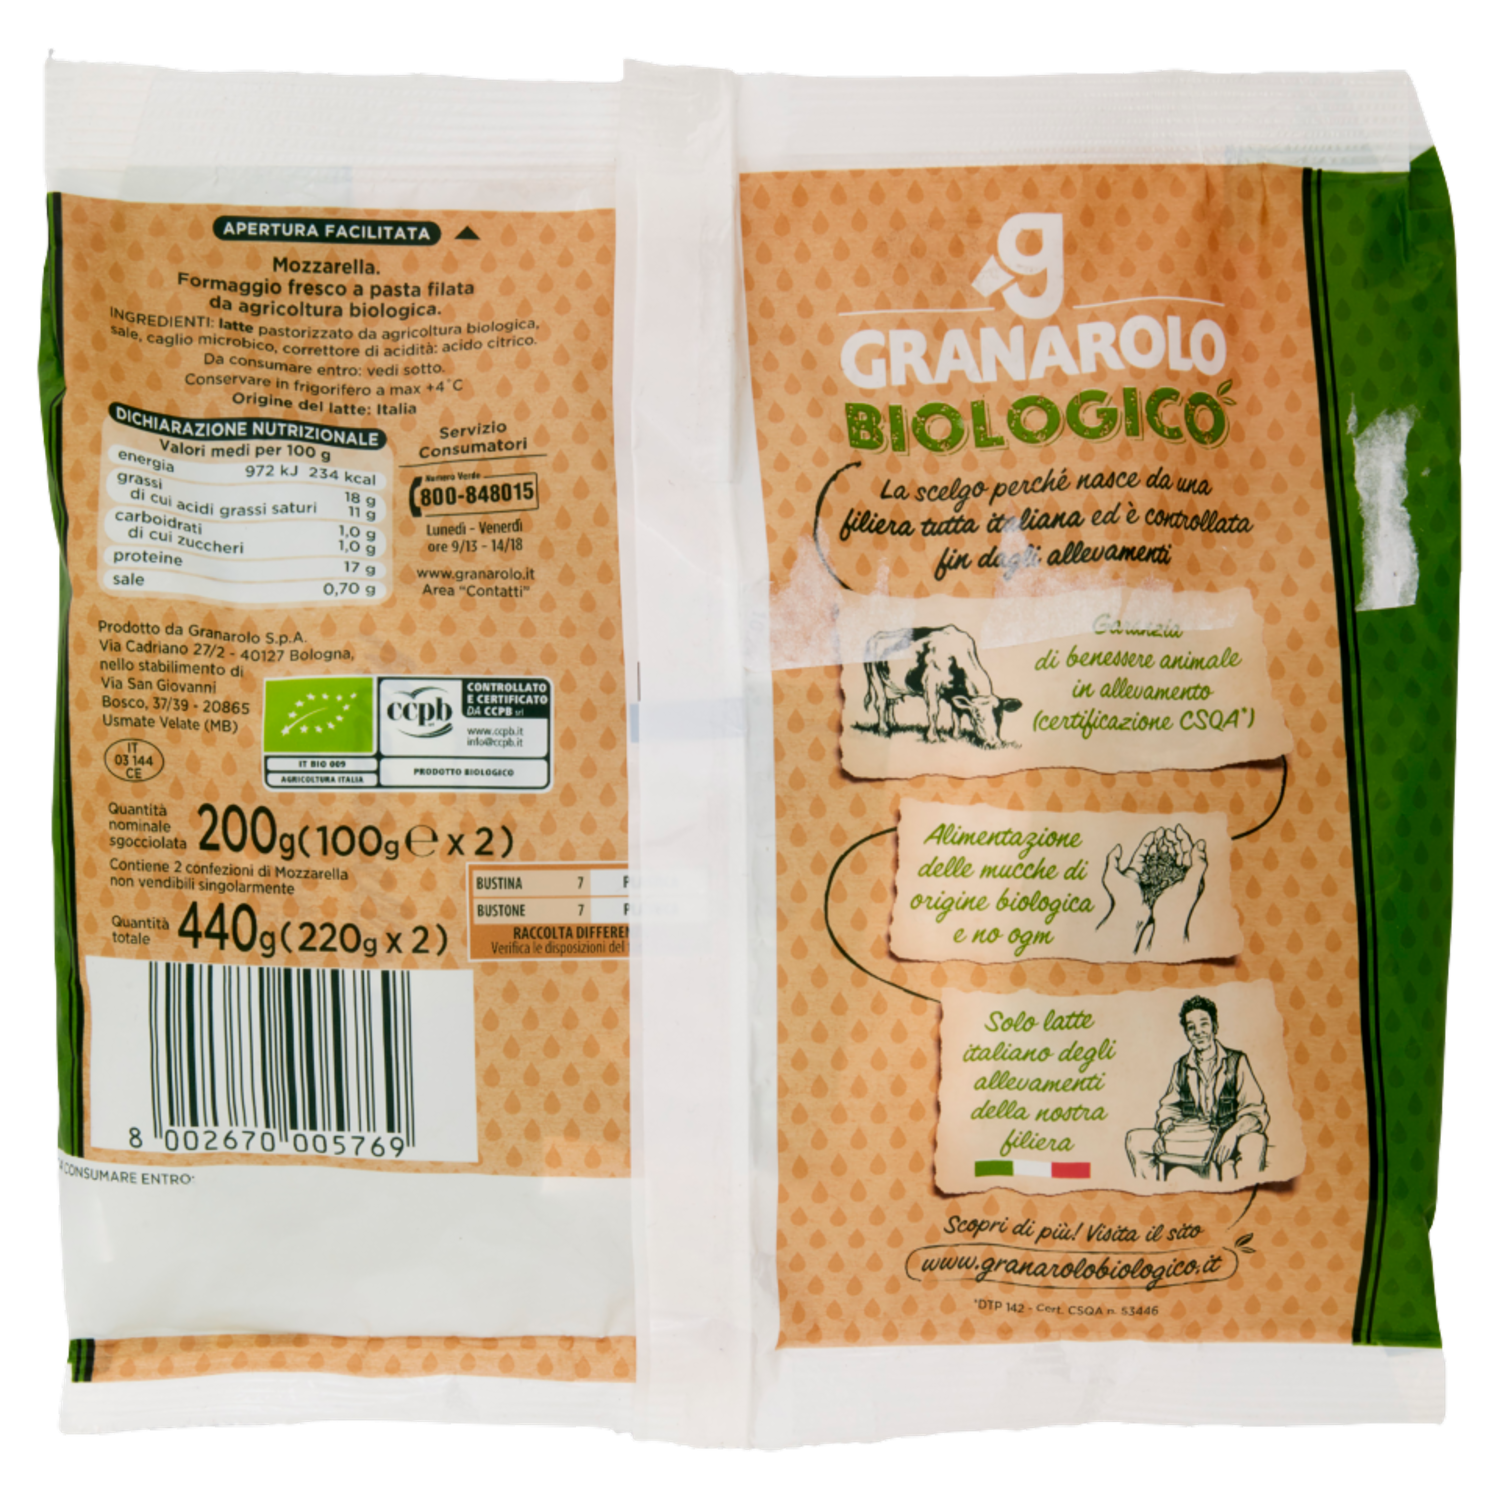 APERTURA FACILITATA
Mozzarella.
Formaggio fresco a pasta filata
da agricoltura biologica.
INGREDIENTI: latte pastorizzato da agricoltura biologica,
sale, caglio microbico, correttore di acidità: acido citrico.
Da consumare entro: vedi sotto.
Conservare in frigorifero a max +4°C
Origine del latte: Italia
DICHIARAZIONE NUTRIZIONALE
Valori medi per 100 g
energia 972 kJ 234 kcal
grassi 18 g
di cui acidi grassi saturi 11 g
carboidrati 1,0 g
di cui zuccheri 1,0 g
proteine 17 g
sale 0,70 g
Servizio
Consumatori
Numero Verde
800-848015
Lunedì - Venerdì
ore 9/13 - 14/18
www.granarolo.it
Area "Contatti"
Prodotto da Granarolo S.p.A.
Via Cadriano 27/2 - 40127 Bologna,
nello stabilimento di
Via San Giovanni
Bosco, 37/39 - 20865
Usmate Velate (MB)
IT
03 144
CE
IT BIO 009
AGRICOLTURA ITALIA
ccpb
CONTROLLATO
E CERTIFICATO
DA CCPB srl
www.ccpb.it
info@ccpb.it
PRODOTTO BIOLOGICO
Quantità
nominale
sgocciolata
200g(100g℮ x 2)
Contiene 2 confezioni di Mozzarella
non vendibili singolarmente
Quantità
totale
440g(220g x 2)
BUSTINA 7
BUSTONE 7
RACCOLTA DIFFEREN
Verifica le disposizioni del
8 002670 005769
CONSUMARE ENTRO:
g
GRANAROLO
BIOLOGICO
La scelgo perché nasce da una
filiera tutta italiana ed è controllata
fin dagli allevamenti
Garanzia
di benessere animale
in allevamento
(certificazione CSQA*)
Alimentazione
delle mucche di
origine biologica
e no ogm
Solo latte
italiano degli
allevamenti
della nostra
filiera
Scopri di più! Visita il sito
www.granarolobiologico.it
*DTP 142 - Cert. CSQA n. 53446